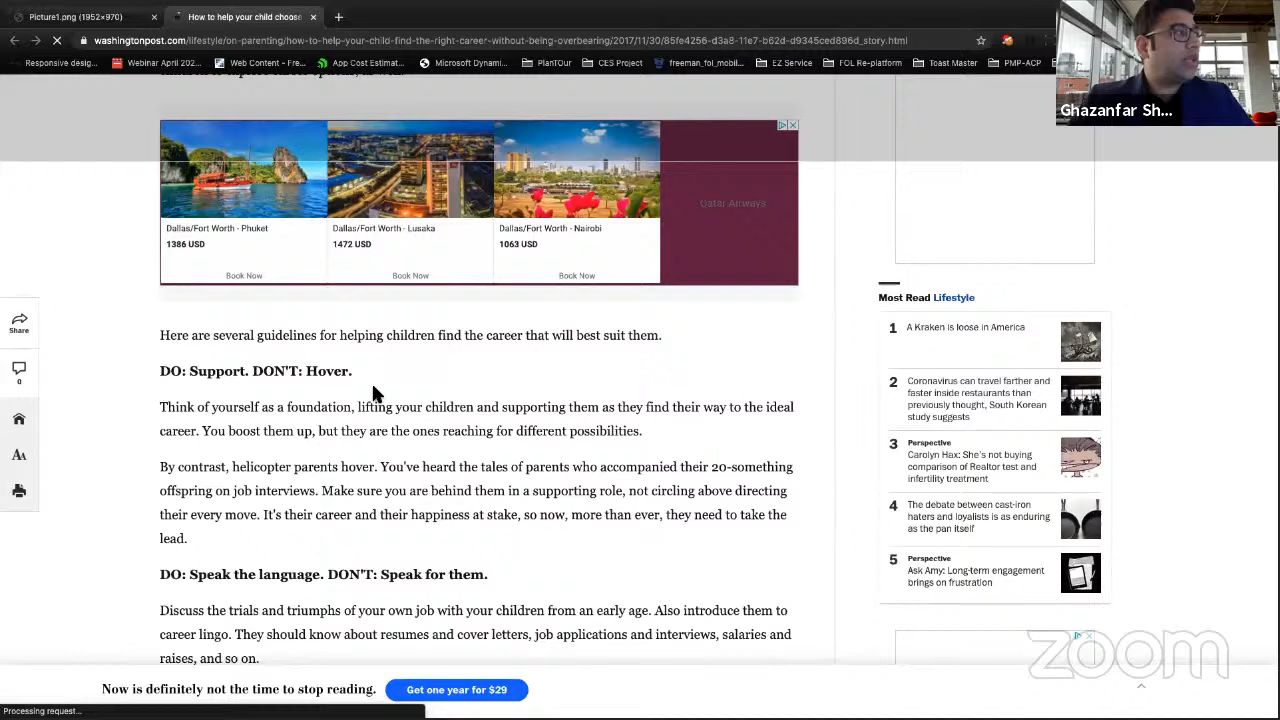 Picture1.png (1952×970)
How to help your child choose
washingtonpost.com/lifestyle/on-parenting/how-to-help-your-child-find-the-right-career-without-being-overbearing/2017/11/30/85fe4256-d3a8-11e7-b62d-d9345ced896d_story.html
Responsive desig...
Webinar April 202...
Web Content - Fre...
App Cost Estimat...
Microsoft Dynami...
PlanTOur
CES Project
freeman_fol_mobil...
EZ Service
FOL Re-platform
Toast Master
PMP-ACP
Ghazanfar Sh...
Qatar Airways
Dallas/Fort Worth - Phuket
1386 USD
Book Now
Dallas/Fort Worth - Lusaka
1472 USD
Book Now
Dallas/Fort Worth - Nairobi
1063 USD
Book Now
Share
0
AA
Here are several guidelines for helping children find the career that will best suit them.
DO: Support. DON'T: Hover.
Think of yourself as a foundation, lifting your children and supporting them as they find their way to the ideal
career. You boost them up, but they are the ones reaching for different possibilities.
By contrast, helicopter parents hover. You've heard the tales of parents who accompanied their 20-something
offspring on job interviews. Make sure you are behind them in a supporting role, not circling above directing
their every move. It's their career and their happiness at stake, so now, more than ever, they need to take the
lead.
DO: Speak the language. DON'T: Speak for them.
Discuss the trials and triumphs of your own job with your children from an early age. Also introduce them to
career lingo. They should know about resumes and cover letters, job applications and interviews, salaries and
raises, and so on.
Most Read Lifestyle
1 A Kraken is loose in America
2 Coronavirus can travel farther and
faster inside restaurants than
previously thought, South Korean
study suggests
3 Perspective
Carolyn Hax: She's not buying
comparison of Realtor test and
infertility treatment
4 The debate between cast-iron
haters and loyalists is as enduring
as the pan itself
5 Perspective
Ask Amy: Long-term engagement
brings on frustration
Now is definitely not the time to stop reading.
Get one year for $29
Processing request...
zoom